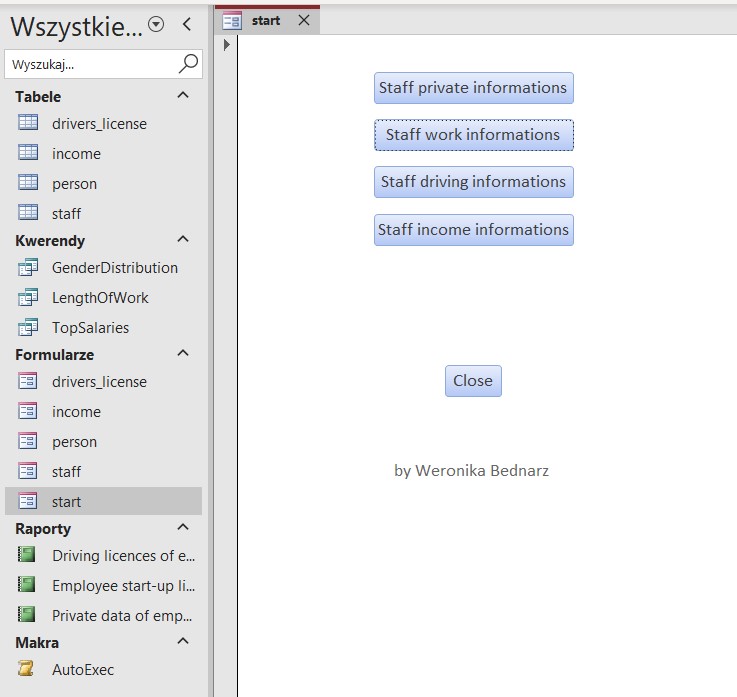 Wszystkie...
Wyszukaj...
Tabele
drivers_license
income
person
staff
Kwerendy
GenderDistribution
LengthOfWork
TopSalaries
Formularze
drivers_license
income
person
staff
start
Raporty
Driving licences of e...
Employee start-up li...
Private data of emp...
Makra
AutoExec
start
Staff private informations
Staff work informations
Staff driving informations
Staff income informations
Close
by Weronika Bednarz